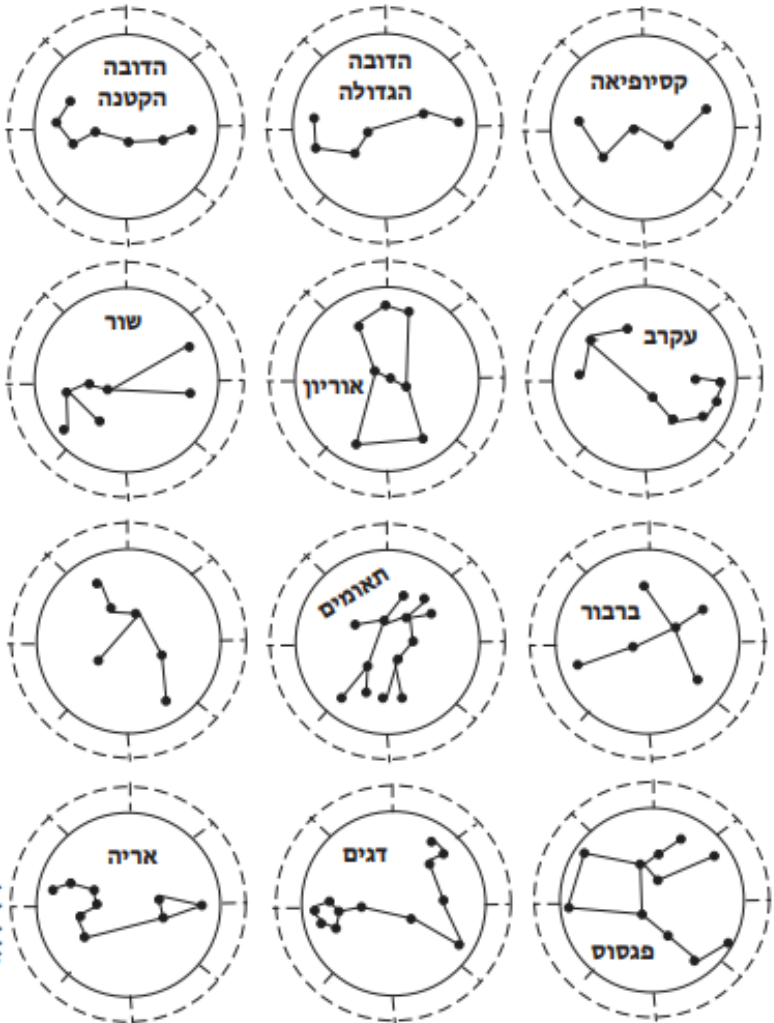 קסיופיאה
הדובה
הגדולה
הדובה
הקטנה
עקרב
אוריון
שור
ברבור
תאומים
פגסוס
דגים
אריה